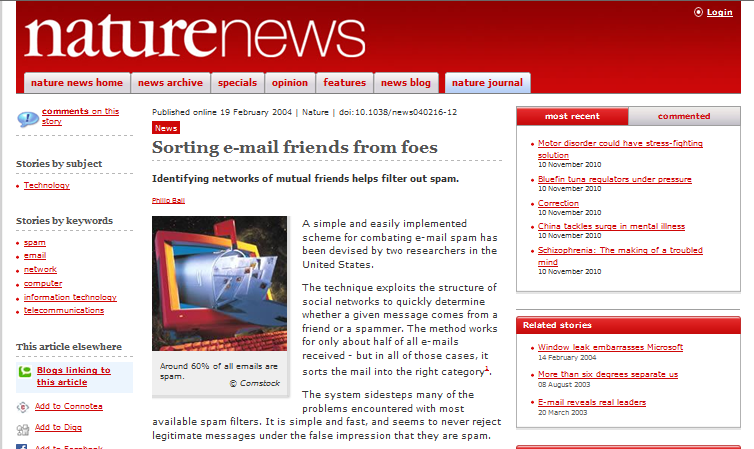 naturenews
Login
nature news home
news archive
specials
opinion
features
news blog
nature journal
comments on this
story
Stories by subject
Technology
Stories by keywords
spam
email
network
computer
information technology
telecommunications
This article elsewhere
Blogs linking to
this article
Add to Connotea
Add to Digg
Add to Facebook
Published online 19 February 2004 | Nature | doi:10.1038/news040216-12
News
Sorting e-mail friends from foes
Identifying networks of mutual friends helps filter out spam.
Philip Ball
Around 60% of all emails are
spam.
© Comstock
A simple and easily implemented
scheme for combating e-mail spam has
been devised by two researchers in the
United States.
The technique exploits the structure of
social networks to quickly determine
whether a given message comes from a
friend or a spammer. The method works
for only about half of all e-mails
received - but in all of those cases, it
sorts the mail into the right category1.
The system sidesteps many of the
problems encountered with most
available spam filters. It is simple and fast, and seems to never reject
legitimate messages under the false impression that they are spam.
most recent
commented
Motor disorder could have stress-fighting
solution
10 November 2010
Bluefin tuna regulators under pressure
10 November 2010
Correction
10 November 2010
China tackles surge in mental illness
10 November 2010
Schizophrenia: The making of a troubled
mind
10 November 2010
Related stories
Window leak embarrasses Microsoft
14 February 2004
More than six degrees separate us
08 August 2003
E-mail reveals real leaders
20 March 2003